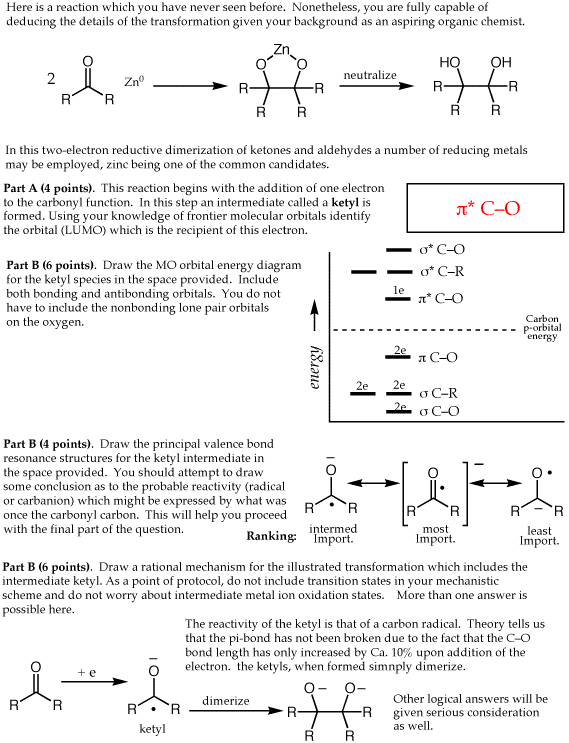 Here is a reaction which you have never seen before. Nonetheless, you are fully capable of
deducing the details of the transformation given your background as an aspiring organic chemist.
2
O
R
R
Zn0
Zn
O
O
R
R
R
R
neutralize
HO
OH
R
R
R
R
In this two-electron reductive dimerization of ketones and aldehydes a number of reducing metals
may be employed, zinc being one of the common candidates.
Part A (4 points). This reaction begins with the addition of one electron
to the carbonyl function. In this step an intermediate called a ketyl is
formed. Using your knowledge of frontier molecular orbitals identify
the orbital (LUMO) which is the recipient of this electron.
π* C–O
Part B (6 points). Draw the MO orbital energy diagram
for the ketyl species in the space provided. Include
both bonding and antibonding orbitals. You do not
have to include the nonbonding lone pair orbitals
on the oxygen.
energy
σ* C–O
σ* C–R
1e
π* C–O
Carbon
p-orbital
energy
2e
π C–O
2e
2e
σ C–R
2e
σ C–O
Part B (4 points). Draw the principal valence bond
resonance structures for the ketyl intermediate in
the space provided. You should attempt to draw
some conclusion as to the probable reactivity (radical
or carbanion) which might be expressed by what was
once the carbonyl carbon. This will help you proceed
with the final part of the question.
Ranking:
–
O
R
•
R
intermed
Import.
O
R
•
R
–
most
Import.
O •
R
–
R
least
Import.
Part B (6 points). Draw a rational mechanism for the illustrated transformation which includes the
intermediate ketyl. As a point of protocol, do not include transition states in your mechanistic
scheme and do not worry about intermediate metal ion oxidation states. More than one answer is
possible here.
The reactivity of the ketyl is that of a carbon radical. Theory tells us
that the pi-bond has not been broken due to the fact that the C–O
bond length has only increased by Ca. 10% upon addition of the
electron. the ketyls, when formed simnply dimerize.
O
R
R
+ e
–
O
R
•
R
ketyl
dimerize
O–
O–
R
R
R
R
Other logical answers will be
given serious consideration
as well.